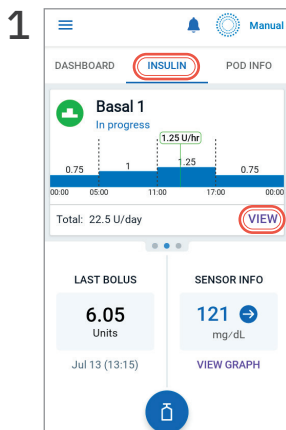 1
Manual
DASHBOARD INSULIN POD INFO
Basal 1
In progress
1.25 U/hr
0.75 1 1.25 0.75
00:00 05:00 11:00 17:00 00:00
Total: 22.5 U/day VIEW
LAST BOLUS SENSOR INFO
6.05 121
Units mg/dL
Jul 13 (13:15) VIEW GRAPH